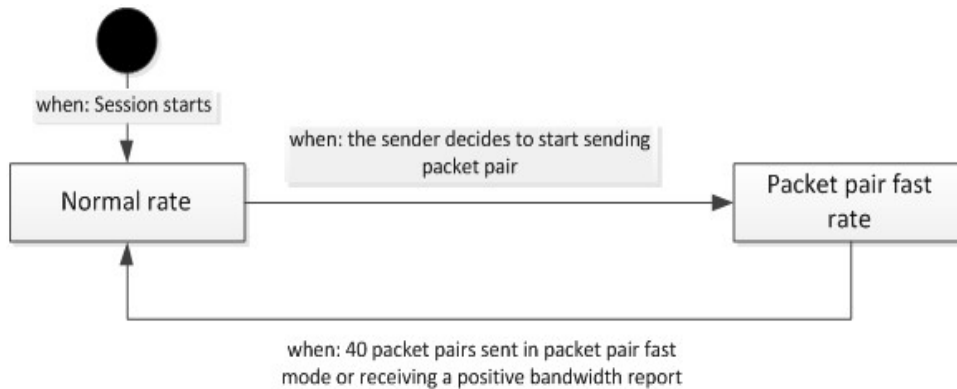 when: Session starts
when: the sender decides to start sending
packet pair
Normal rate
Packet pair fast
rate
when: 40 packet pairs sent in packet pair fast
mode or receiving a positive bandwidth report